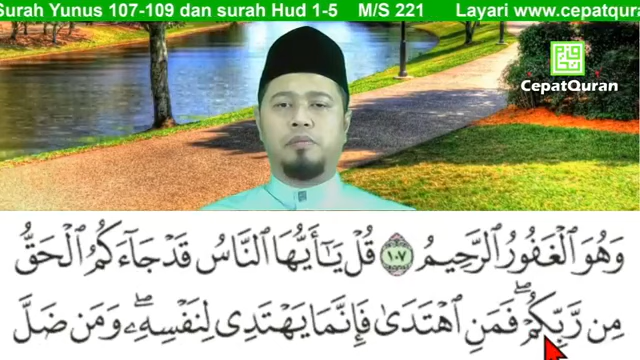 Surah Yunus 107-109 dan surah Hud 1-5 M/S 221 Layari www.cepatqura
CepatQuran
وَهُوَ ٱلْغَفُورُ ٱلرَّحِيمُ ١٠٧ قُلْ يَـٰٓأَيُّهَا ٱلنَّاسُ قَدْ جَآءَكُمُ ٱلْحَقُّ
مِن رَّبِّكُمْ ۖ فَمَنِ ٱهْتَدَىٰ فَإِنَّمَا يَهْتَدِى لِنَفْسِهِۦ ۖ وَمَن ضَلَّ